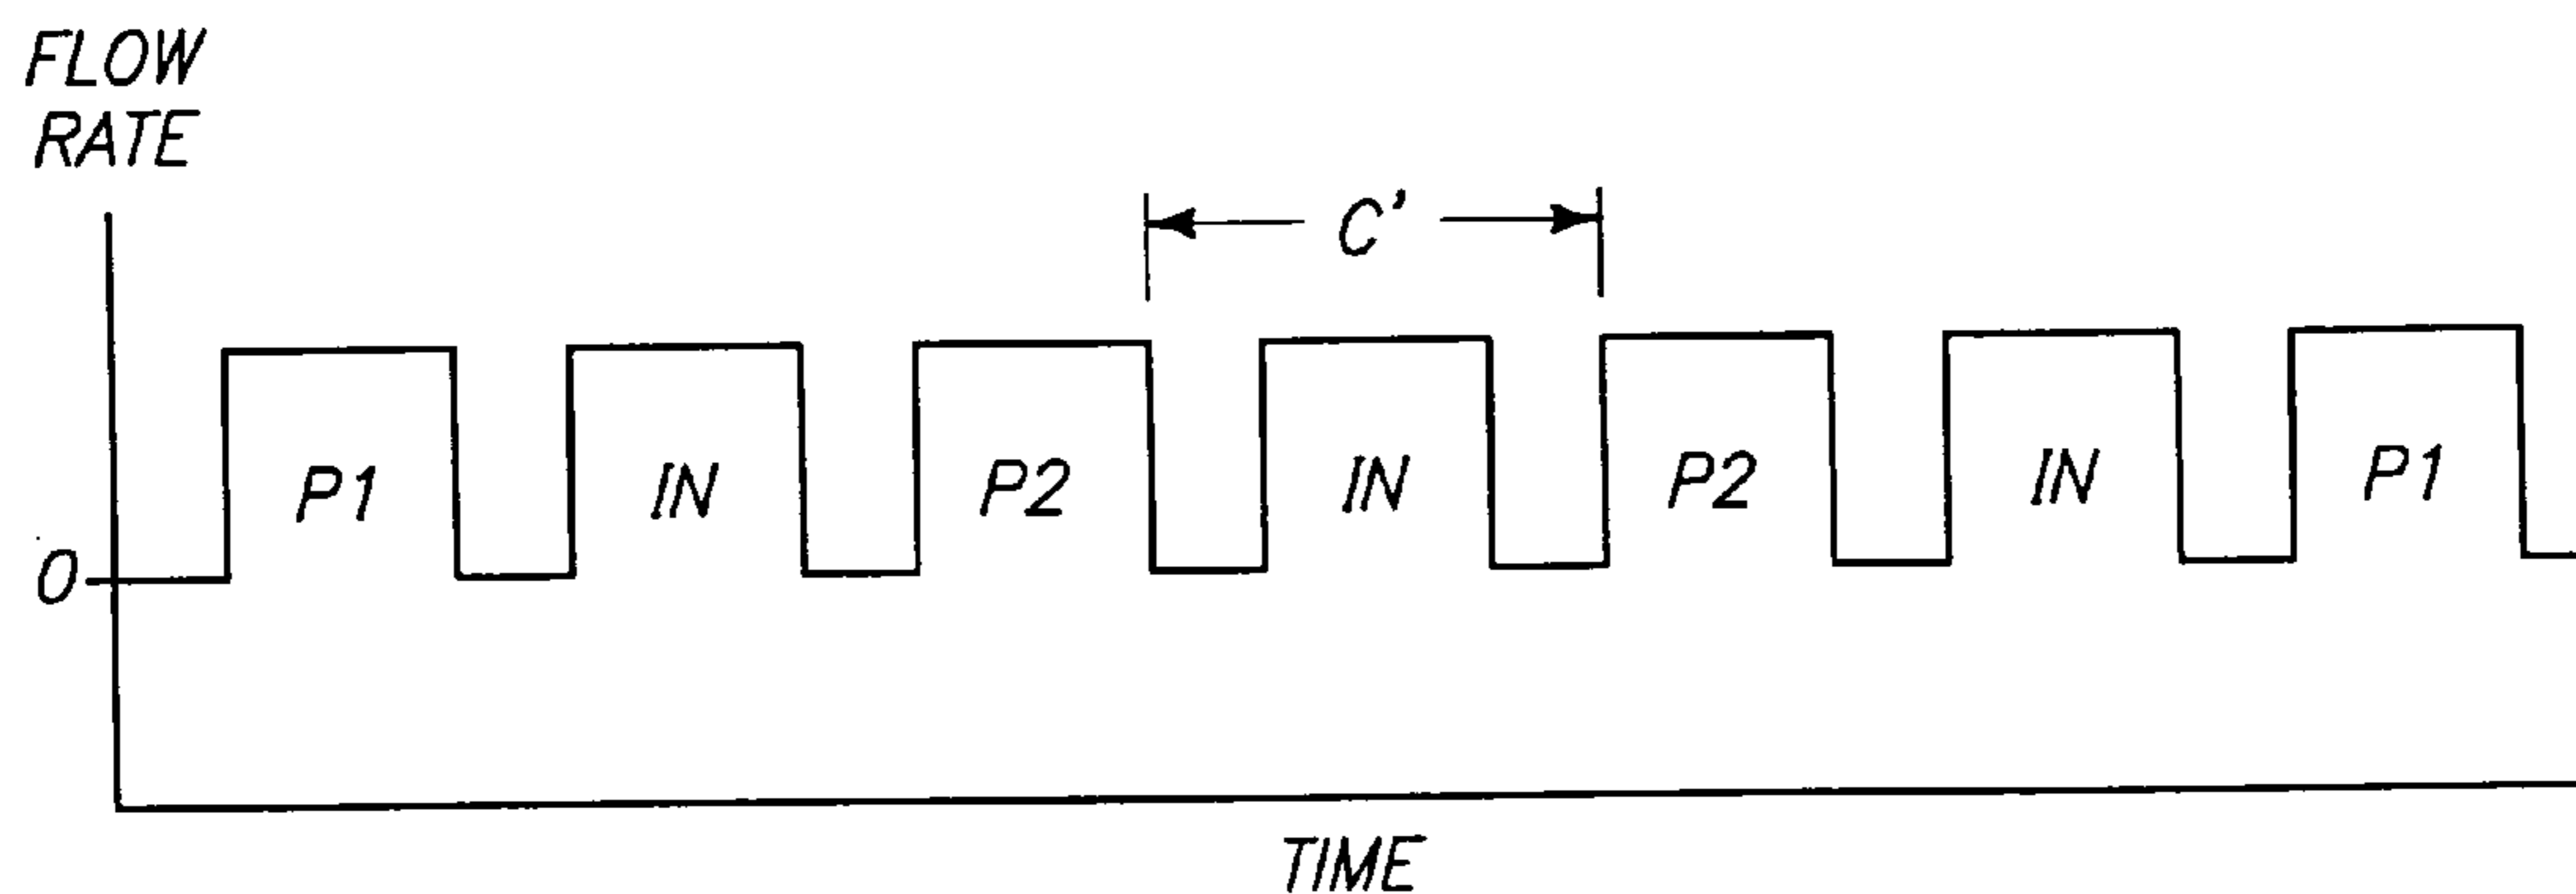 FLOW
RATE
C'
P1 IN P2 IN P2 IN P1
0
TIME